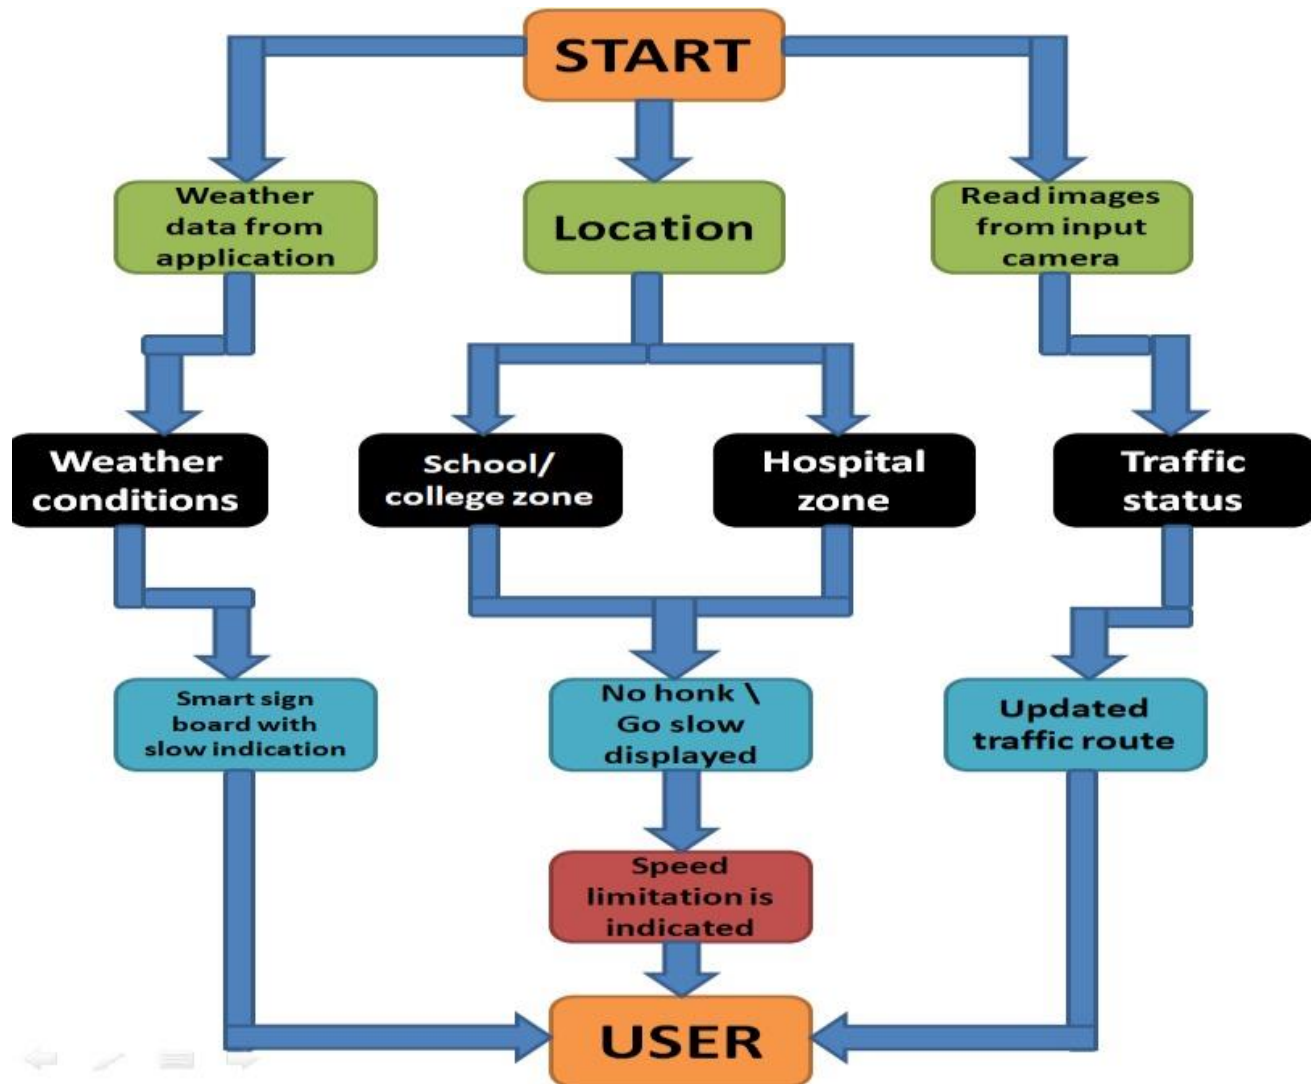 START
Weather
data from
application
Location
Read images
from input
camera
Weather
conditions
School/
college zone
Hospital
zone
Traffic
status
Smart sign
board with
slow indication
No honk \
Go slow
displayed
Updated
traffic route
Speed
limitation is
indicated
USER